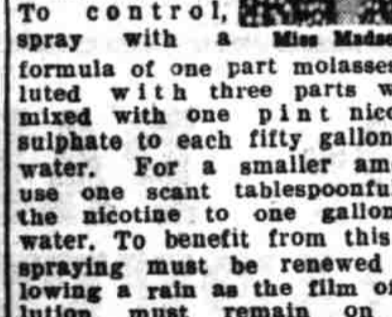 To control,
spray with a Miss Madse
formula of one part molasses
luted with three parts w
mixed with one pint nico
sulphate to each fifty gallon
water. For a smaller am
use one scant tablespoonfu
the nicotine to one gallon
water. To benefit from this
spraying must be renewed
lowing a rain as the film of
lution must remain on